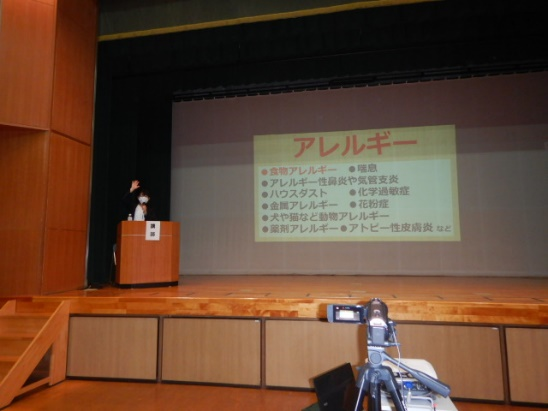 アレルギー
●食物アレルギー ●喘息
●アレルギー性鼻炎や気管支炎
●ハウスダスト ●化学過敏症
●金属アレルギー ●花粉症
●犬や猫など動物アレルギー
●薬剤アレルギー ●アトピー性皮膚炎 など